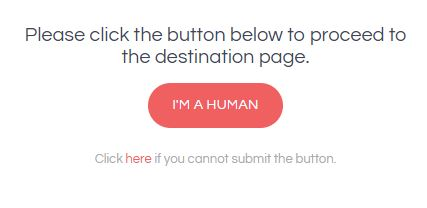 Please click the button below to proceed to
the destination page.
I'M A HUMAN
Click here if you cannot submit the button.